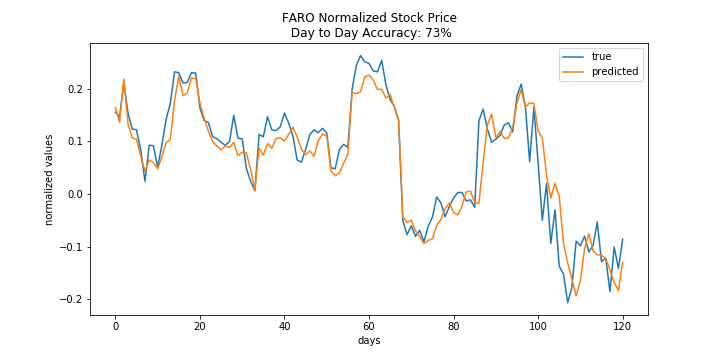 FARO Normalized Stock Price
Day to Day Accuracy: 73%
true
predicted
normalized values
0.2
0.1
0.0
−0.1
−0.2
0
20
40
60
80
100
120
days